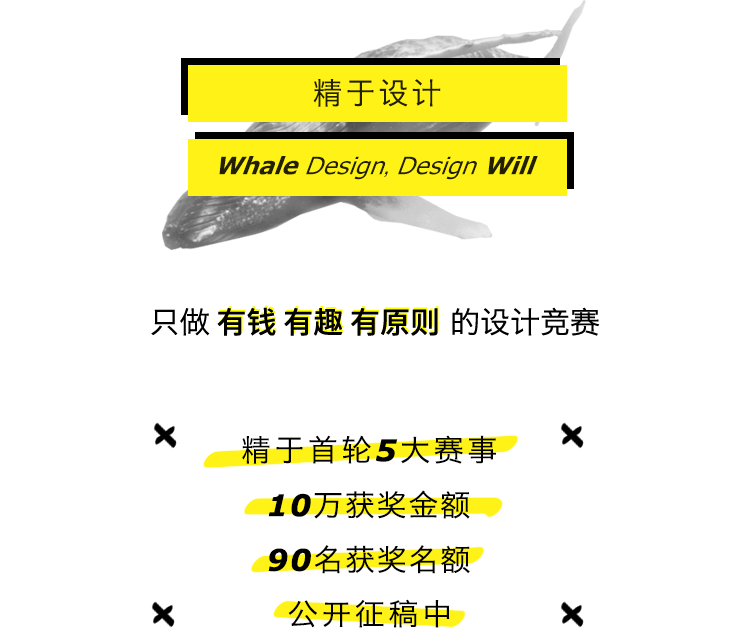 精于设计
Whale Design, Design Will
只做 有钱 有趣 有原则 的设计竞赛
精于首轮5大赛事
10万获奖金额
90名获奖名额
公开征稿中